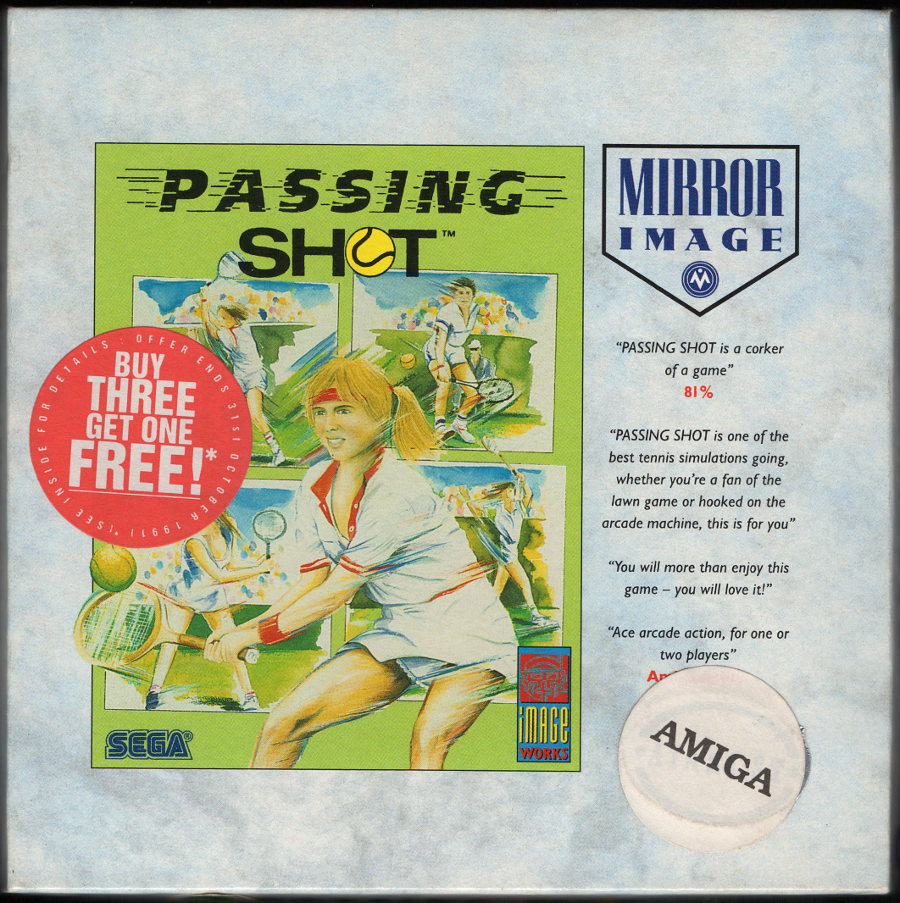 PASSING
SHOT™
MIRROR
IMAGE
M
"PASSING SHOT is a corker
of a game"
81%
"PASSING SHOT is one of the
best tennis simulations going,
whether you're a fan of the
lawn game or hooked on the
arcade machine, this is for you"
"You will more than enjoy this
game – you will love it!"
"Ace arcade action, for one or
two players"
AMIGA
BUY
THREE
GET ONE
FREE!*
*(SEE INSIDE FOR DETAILS : OFFER ENDS 31st OCTOBER 1991)
SEGA®
IMAGE
WORKS